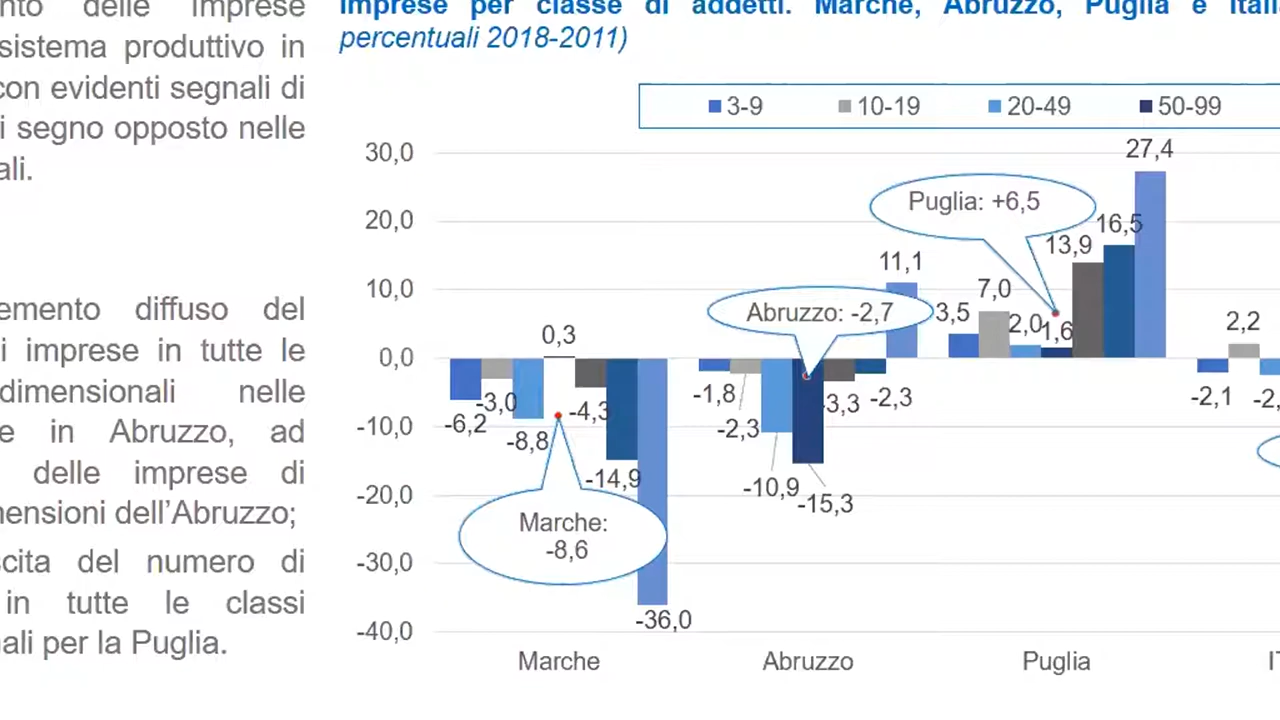 nto delle imprese
sistema produttivo in
con evidenti segnali di
i segno opposto nelle
ali.
emento diffuso del
i imprese in tutte le
dimensionali nelle
e in Abruzzo, ad
delle imprese di
nensioni dell'Abruzzo;
scita del numero di
in tutte le classi
nali per la Puglia.
Imprese per classe di addetti. Marche, Abruzzo, Puglia e Itali
percentuali 2018-2011)
3-9 10-19 20-49 50-99
30,0
20,0
10,0
0,0
-10,0
-20,0
-30,0
-40,0
-6,2
-3,0
-8,8
0,3
-4,3
-14,9
-36,0
Marche:
-8,6
-1,8
-2,3
-10,9
-15,3
-3,3
-2,3
11,1
Abruzzo: -2,7
3,5
7,0
2,0
1,6
13,9
16,5
27,4
Puglia: +6,5
-2,1
2,2
-2,
Marche Abruzzo Puglia IT